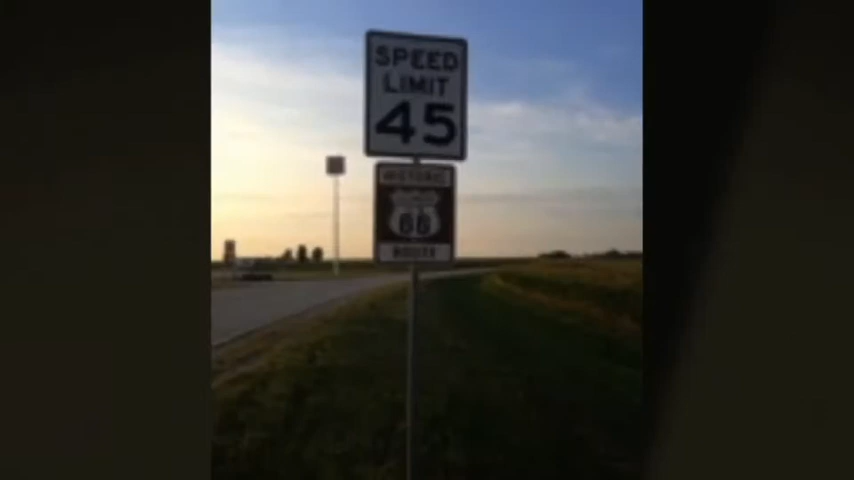 SPEED
LIMIT
45
HISTORIC
66
ROUTE